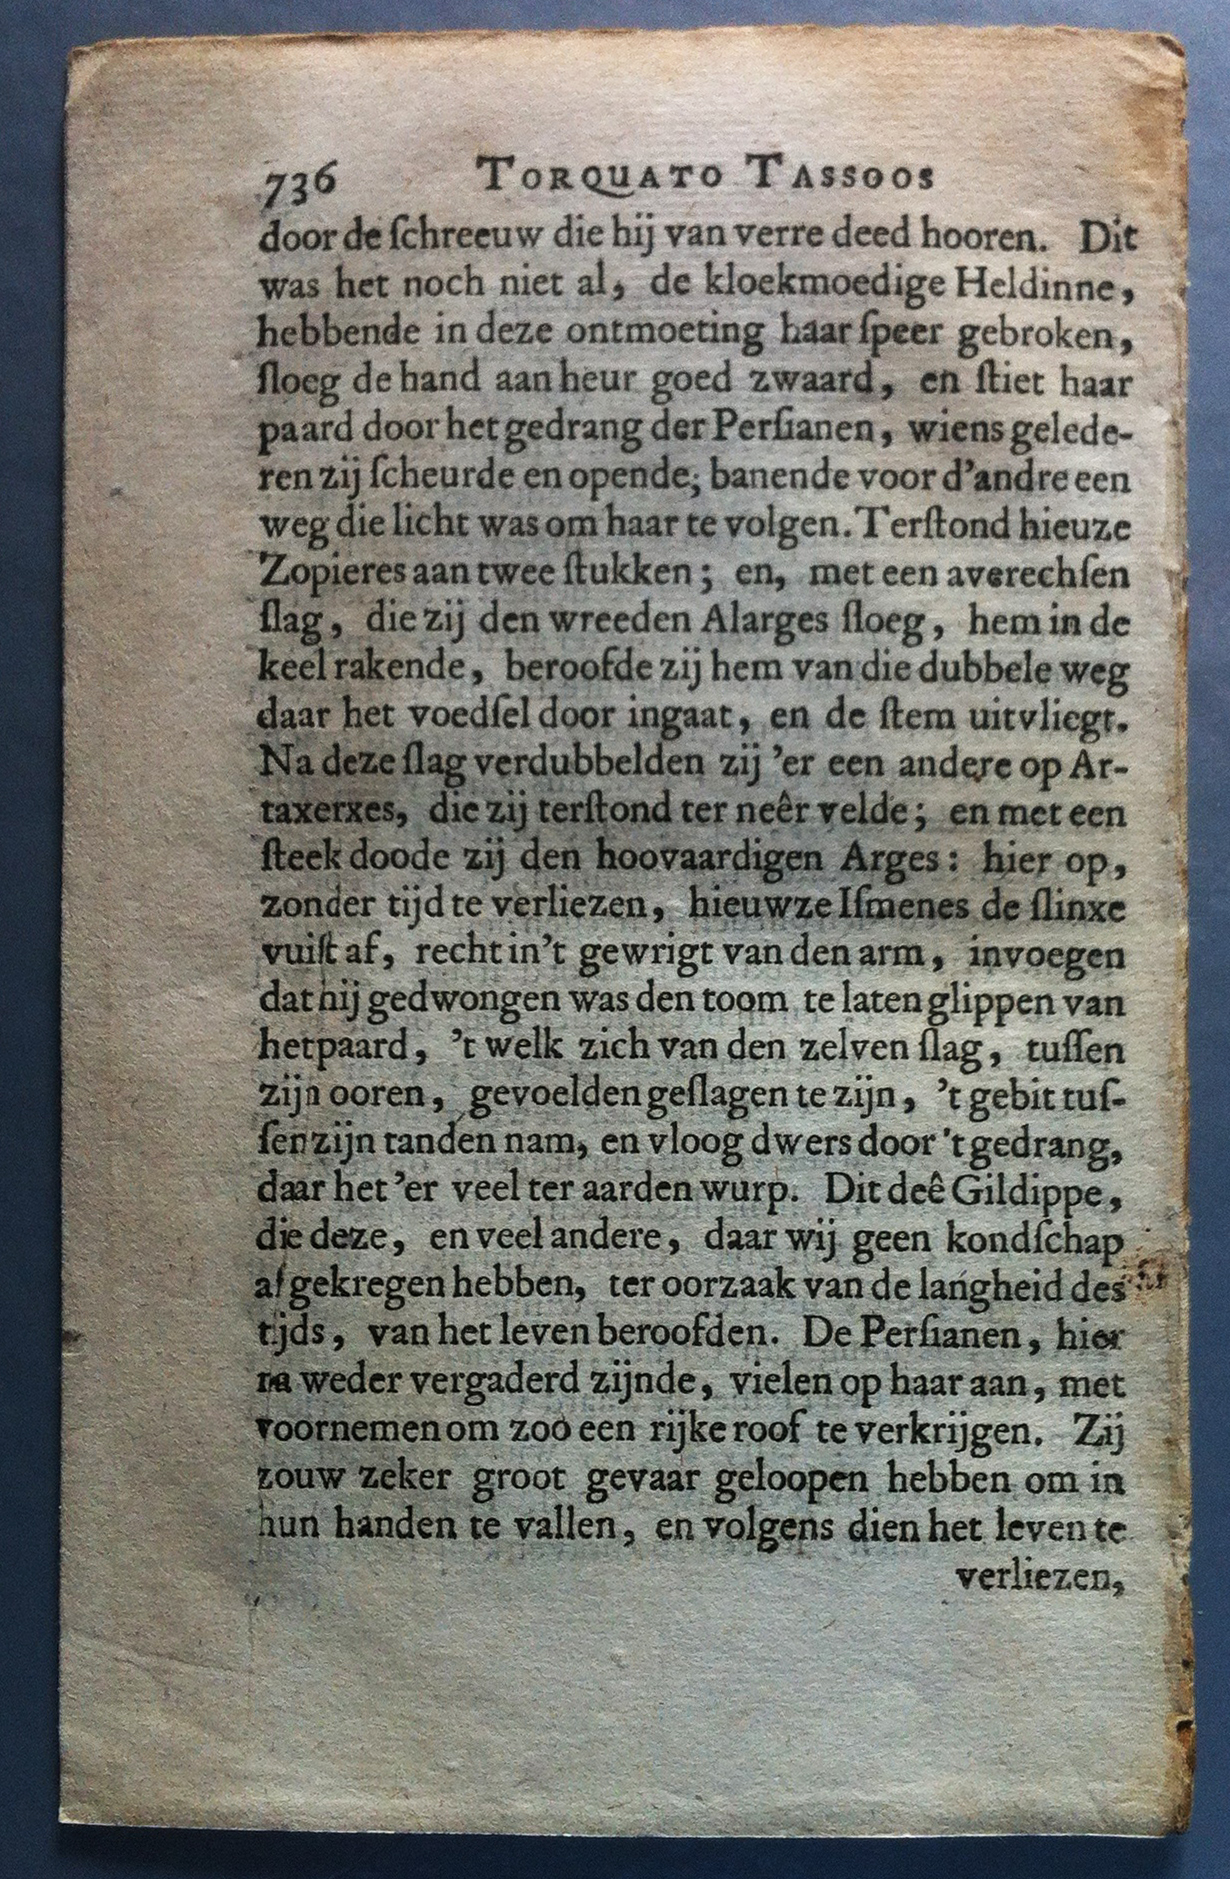 736 TORQUATO TASSOOS
door de ſchreeuw die hij van verre deed hooren. Dit
was het noch niet al, de kloekmoedige Heldinne,
hebbende in deze ontmoeting haar ſpeer gebroken,
ſloeg de hand aan heur goed zwaard, en ſtiet haar
paard door het gedrang der Perſianen, wiens gelede-
ren zij ſcheurde en opende; banende voor d'andre een
weg die licht was om haar te volgen. Terſtond hieuze
Zopieres aan twee ſtukken; en, met een averechſen
ſlag, die zij den wreeden Alarges ſloeg, hem in de
keel rakende, beroofde zij hem van die dubbele weg
daar het voedſel door ingaat, en de ſtem uitvliegt.
Na deze ſlag verdubbelden zij 'er een andere op Ar-
taxerxes, die zij terſtond ter neêr velde; en met een
ſteek doode zij den hoovaardigen Arges: hier op,
zonder tijd te verliezen, hieuwze Iſmenes de ſlinxe
vuiſt af, recht in't gewrigt van den arm, invoegen
dat hij gedwongen was den toom te laten glippen van
het paard, 't welk zich van den zelven ſlag, tuſſen
zijn ooren, gevoelden geſlagen te zijn, 't gebit tuſ-
ſen zijn tanden nam, en vloog dwers door 't gedrang,
daar het 'er veel ter aarden wurp. Dit deê Gildippe,
die deze, en veel andere, daar wij geen kondſchap
af gekregen hebben, ter oorzaak van de langheid des
tijds, van het leven beroofden. De Perſianen, hier
na weder vergaderd zijnde, vielen op haar aan, met
voornemen om zoo een rijke roof te verkrijgen. Zij
zouw zeker groot gevaar geloopen hebben om in
hun handen te vallen, en volgens dien het leven te
verliezen,